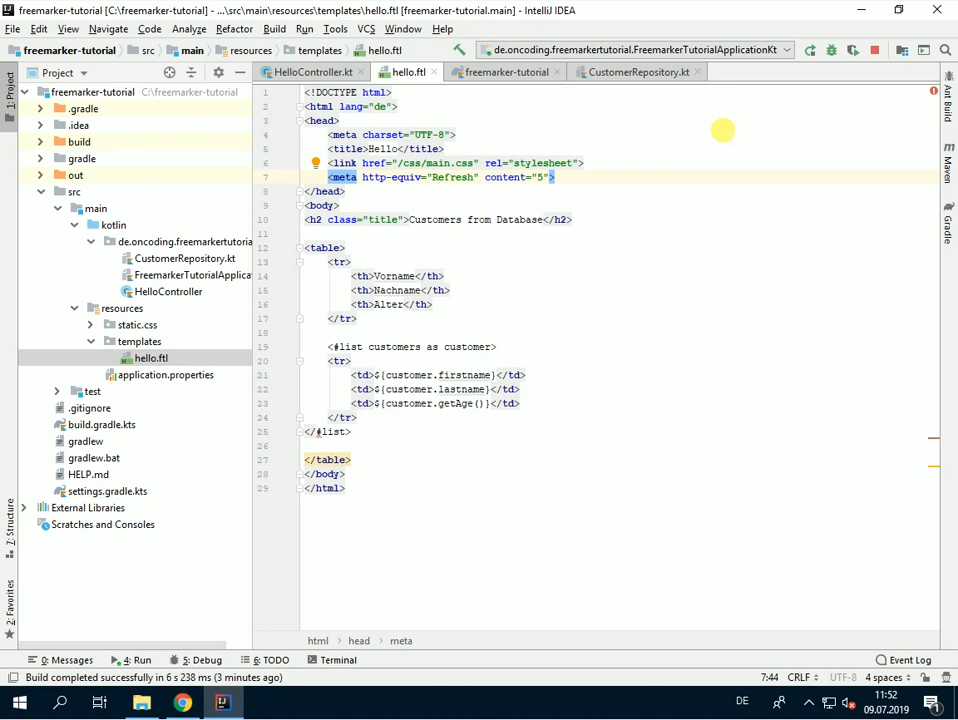 freemarker-tutorial [C:\freemarker-tutorial] - ...\src\main\resources\templates\hello.ftl [freemarker-tutorial.main] - IntelliJ IDEA
File Edit View Navigate Code Analyze Refactor Build Run Tools VCS Window Help
freemarker-tutorial src main resources templates hello.ftl de.oncoding.freemarkertutorial.FreemarkerTutorialApplicationKt
Project HelloController.kt hello.ftl freemarker-tutorial CustomerRepository.kt
1: Project
7: Structure
2: Favorites
Ant Build
Maven
Gradle
freemarker-tutorial C:\freemarker-tutorial
.gradle
.idea
build
gradle
out
src
main
kotlin
de.oncoding.freemarkertutoria
CustomerRepository.kt
FreemarkerTutorialApplica
HelloController
resources
static.css
templates
hello.ftl
application.properties
test
.gitignore
build.gradle.kts
gradlew
gradlew.bat
HELP.md
settings.gradle.kts
External Libraries
Scratches and Consoles
1 <!DOCTYPE html>
2 <html lang="de">
3 <head>
4 <meta charset="UTF-8">
5 <title>Hello</title>
6 <link href="/css/main.css" rel="stylesheet">
7 <meta http-equiv="Refresh" content="5">
8 </head>
9 <body>
10 <h2 class="title">Customers from Database</h2>
11
12 <table>
13 <tr>
14 <th>Vorname</th>
15 <th>Nachname</th>
16 <th>Alter</th>
17 </tr>
18
19 <#list customers as customer>
20 <tr>
21 <td>${customer.firstname}</td>
22 <td>${customer.lastname}</td>
23 <td>${customer.getAge()}</td>
24 </tr>
25 </#list>
26
27 </table>
28 </body>
29 </html>
html head meta
0: Messages 4: Run 5: Debug 6: TODO Terminal Event Log
Build completed successfully in 6 s 238 ms (3 minutes ago) 7:44 CRLF UTF-8 4 spaces
DE 11:52
09.07.2019 1